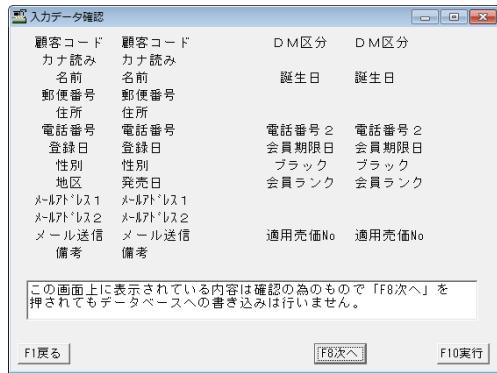 入力データ確認
顧客コード 顧客コード DM区分 DM区分
カナ読み カナ読み
名前 名前 誕生日 誕生日
郵便番号 郵便番号
住所 住所
電話番号 電話番号 電話番号2 電話番号2
登録日 登録日 会員期限日 会員期限日
性別 性別 ブラック ブラック
地区 発売日 会員ランク 会員ランク
ﾒｰﾙｱﾄﾞﾚｽ1 ﾒｰﾙｱﾄﾞﾚｽ1
ﾒｰﾙｱﾄﾞﾚｽ2 ﾒｰﾙｱﾄﾞﾚｽ2
メール送信 メール送信 適用売価No 適用売価No
備考 備考
この画面上に表示されている内容は確認の為のもので「F8次へ」を
押されてもデータベースへの書き込みは行いません。
F1戻る F8次へ F10実行